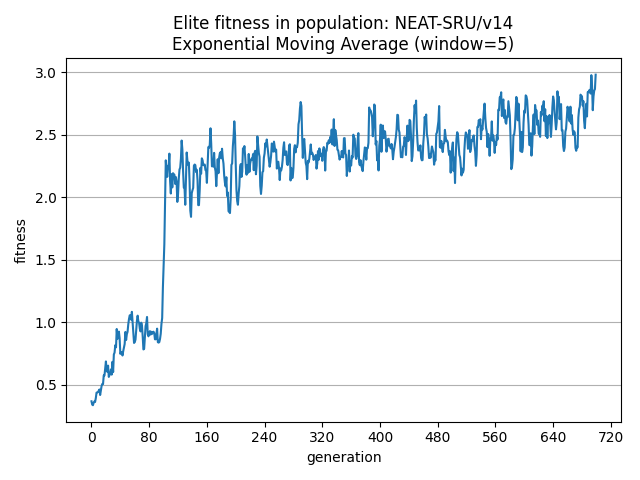 Elite fitness in population: NEAT-SRU/v14
Exponential Moving Average (window=5)
3.0
2.5
2.0
1.5
1.0
0.5
fitness
0 80 160 240 320 400 480 560 640 720
generation